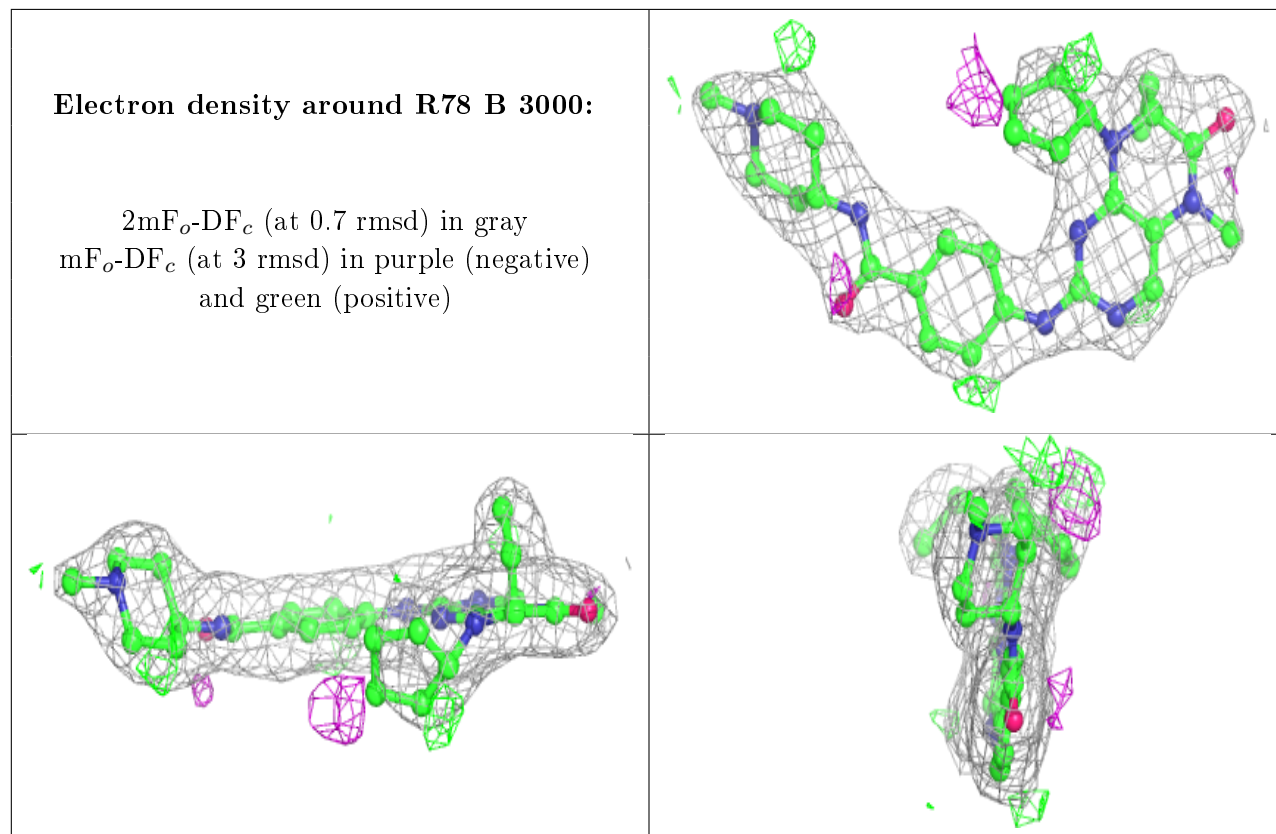 Electron density around R78 B 3000:
2mFo-DFc (at 0.7 rmsd) in gray
mFo-DFc (at 3 rmsd) in purple (negative)
and green (positive)